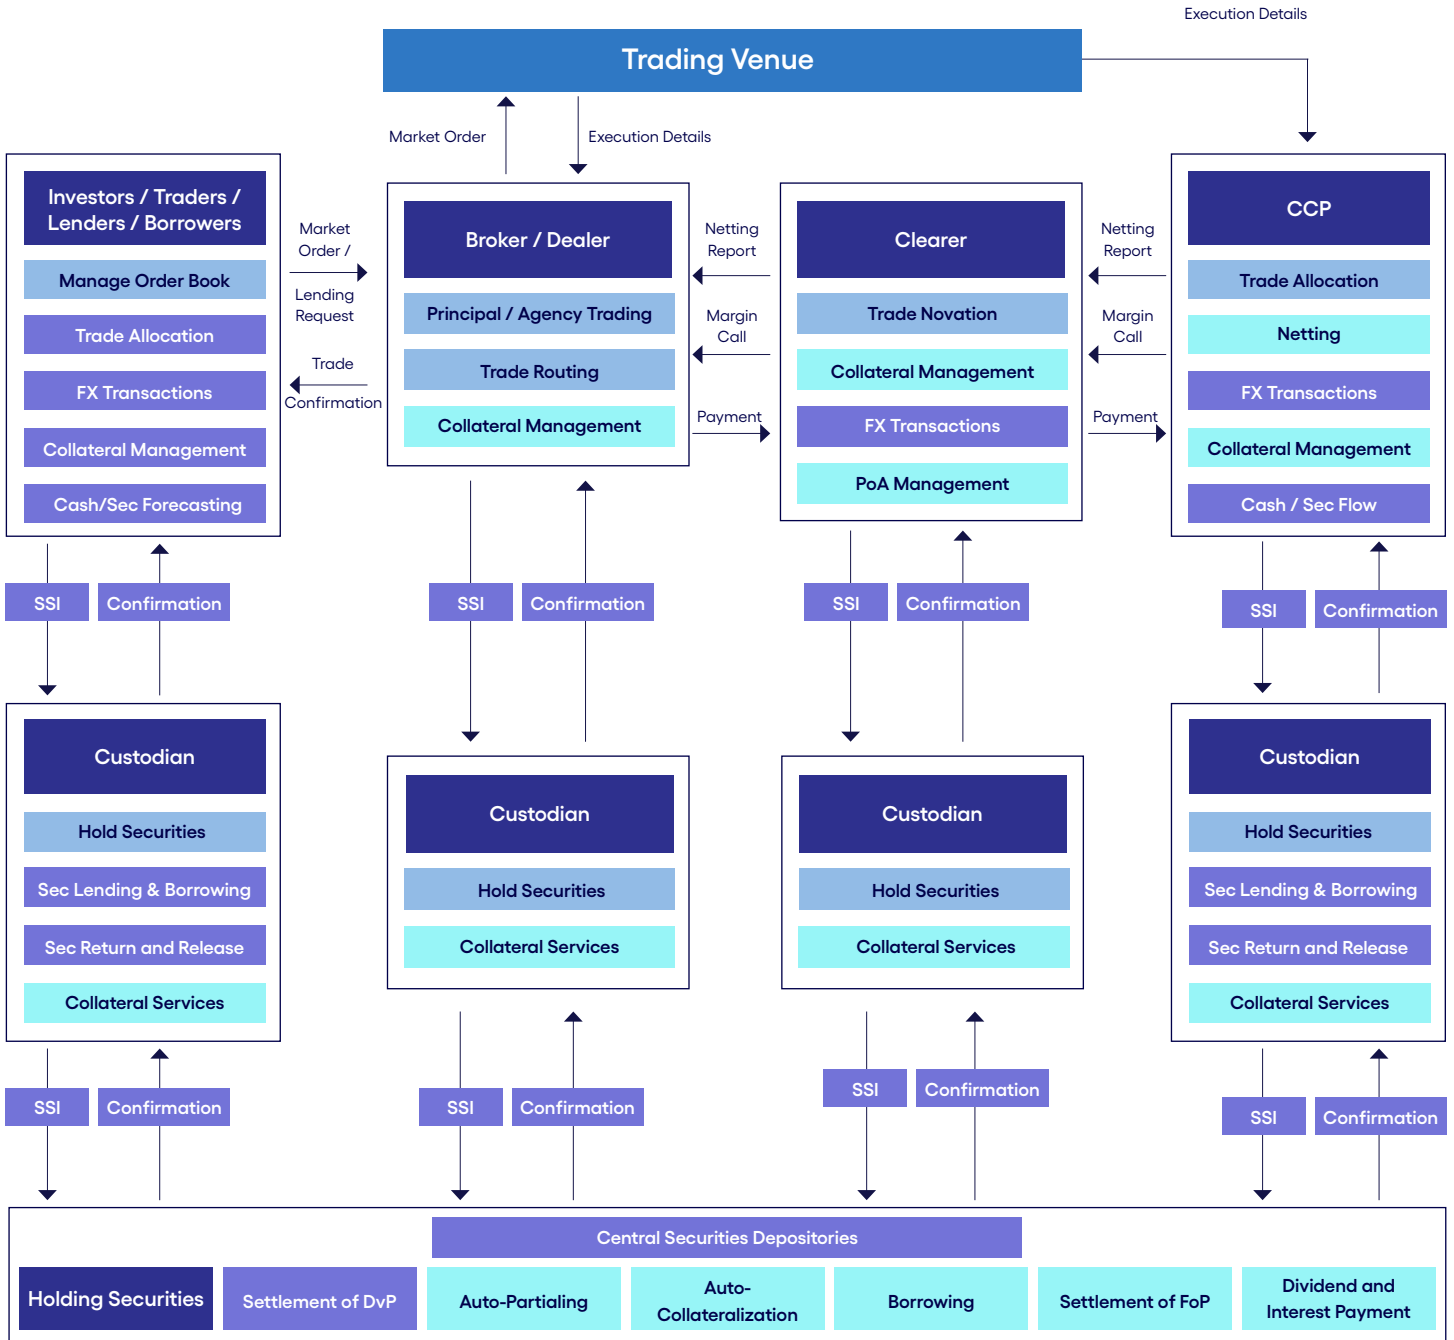 Execution Details
Trading Venue
Market Order
Execution Details
Investors / Traders /
Lenders / Borrowers
Manage Order Book
Trade Allocation
FX Transactions
Collateral Management
Cash/Sec Forecasting
Market
Order /
Lending
Request
Trade
Confirmation
Broker / Dealer
Principal / Agency Trading
Trade Routing
Collateral Management
Netting
Report
Margin
Call
Payment
Clearer
Trade Novation
Collateral Management
FX Transactions
PoA Management
Netting
Report
Margin
Call
Payment
CCP
Trade Allocation
Netting
FX Transactions
Collateral Management
Cash / Sec Flow
SSI
Confirmation
SSI
Confirmation
SSI
Confirmation
SSI
Confirmation
Custodian
Hold Securities
Sec Lending & Borrowing
Sec Return and Release
Collateral Services
Custodian
Hold Securities
Collateral Services
Custodian
Hold Securities
Collateral Services
Custodian
Hold Securities
Sec Lending & Borrowing
Sec Return and Release
Collateral Services
SSI
Confirmation
SSI
Confirmation
SSI
Confirmation
SSI
Confirmation
Central Securities Depositories
Holding Securities
Settlement of DvP
Auto-Partialing
Auto-
Collateralization
Borrowing
Settlement of FoP
Dividend and
Interest Payment